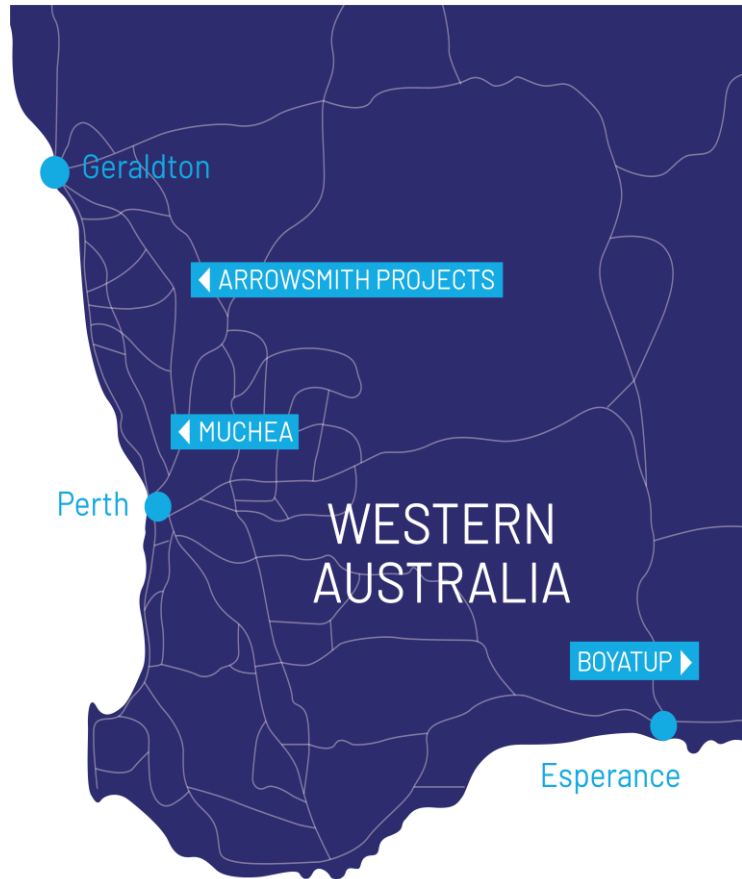 Geraldton
ARROWSMITH PROJECTS
MUCHEA
Perth
WESTERN
AUSTRALIA
BOYATUP
Esperance